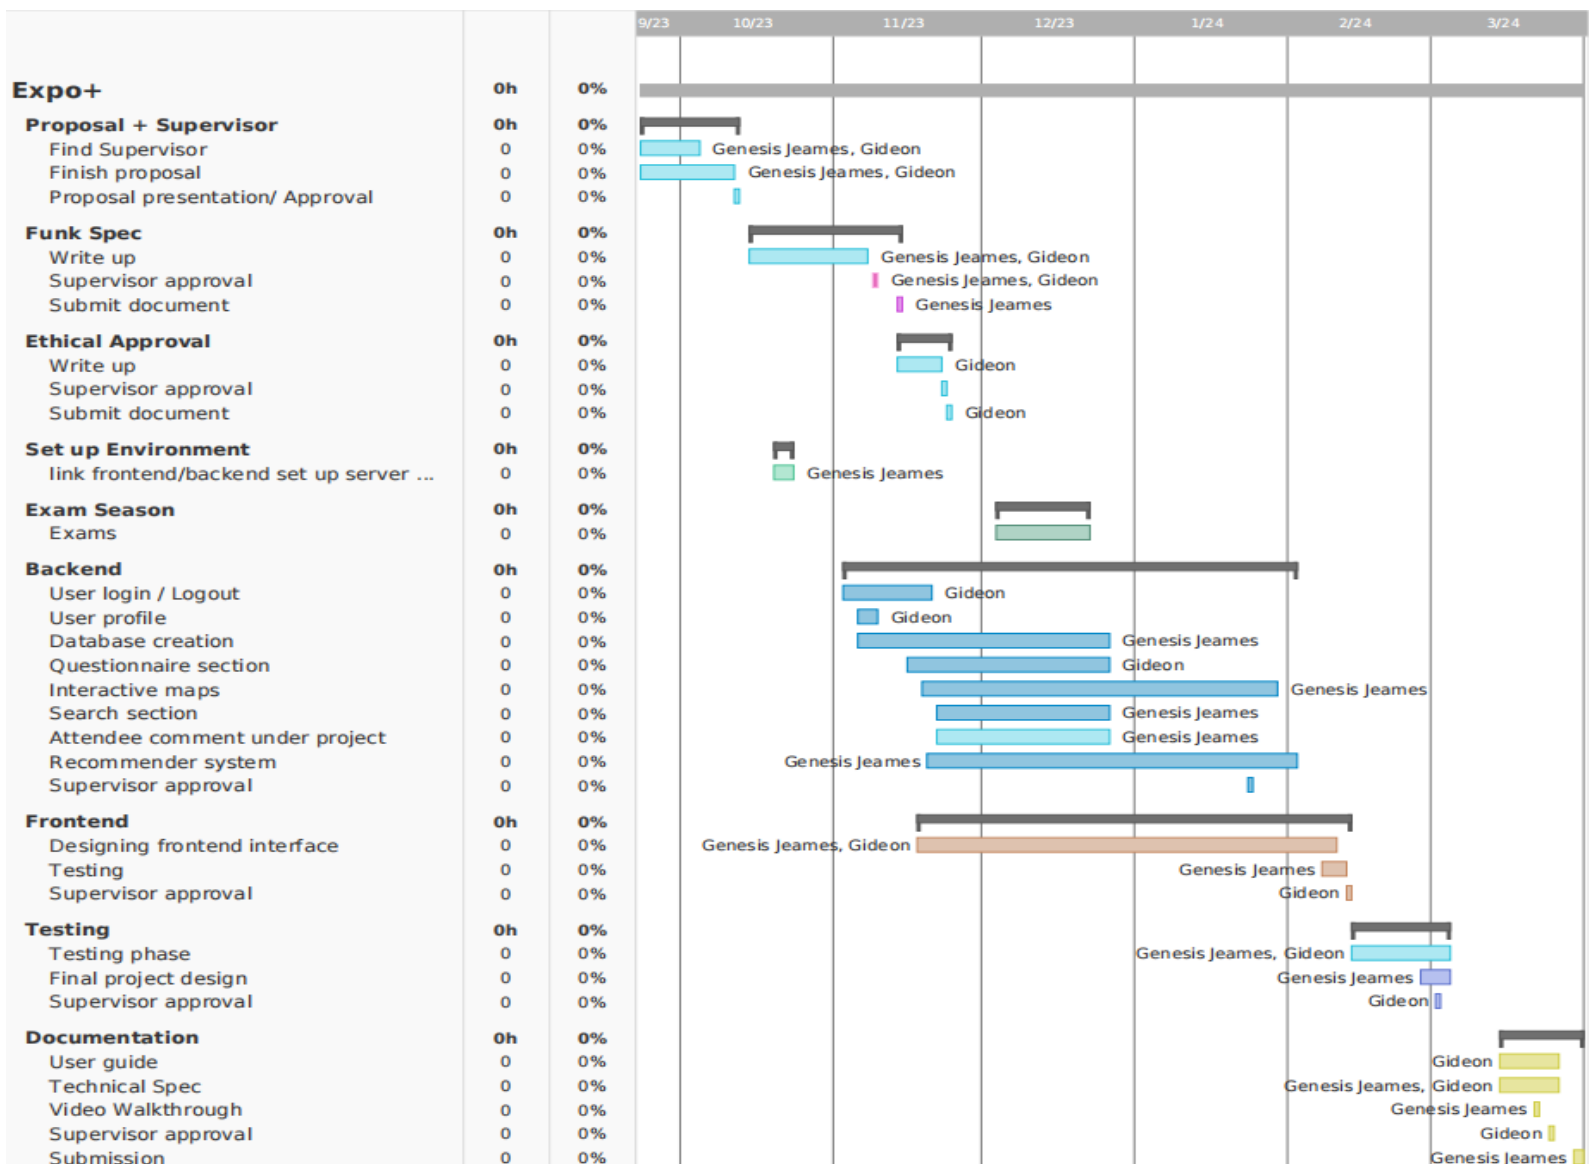 9/23 10/23 11/23 12/23 1/24 2/24 3/24
Expo+ 0h 0%
Proposal + Supervisor 0h 0%
Find Supervisor 0 0% Genesis Jeames, Gideon
Finish proposal 0 0% Genesis Jeames, Gideon
Proposal presentation/ Approval 0 0%
Funk Spec 0h 0%
Write up 0 0% Genesis Jeames, Gideon
Supervisor approval 0 0% Genesis Jeames, Gideon
Submit document 0 0% Genesis Jeames
Ethical Approval 0h 0%
Write up 0 0% Gideon
Supervisor approval 0 0%
Submit document 0 0% Gideon
Set up Environment 0h 0%
link frontend/backend set up server ... 0 0% Genesis Jeames
Exam Season 0h 0%
Exams 0 0%
Backend 0h 0%
User login / Logout 0 0% Gideon
User profile 0 0% Gideon
Database creation 0 0% Genesis Jeames
Questionnaire section 0 0% Gideon
Interactive maps 0 0% Genesis Jeames
Search section 0 0% Genesis Jeames
Attendee comment under project 0 0% Genesis Jeames
Recommender system 0 0% Genesis Jeames
Supervisor approval 0 0%
Frontend 0h 0%
Designing frontend interface 0 0% Genesis Jeames, Gideon
Testing 0 0% Genesis Jeames
Supervisor approval 0 0% Gideon
Testing 0h 0%
Testing phase 0 0% Genesis Jeames, Gideon
Final project design 0 0% Genesis Jeames
Supervisor approval 0 0% Gideon
Documentation 0h 0%
User guide 0 0% Gideon
Technical Spec 0 0% Genesis Jeames, Gideon
Video Walkthrough 0 0% Genesis Jeames
Supervisor approval 0 0% Gideon
Submission 0 0% Genesis Jeames